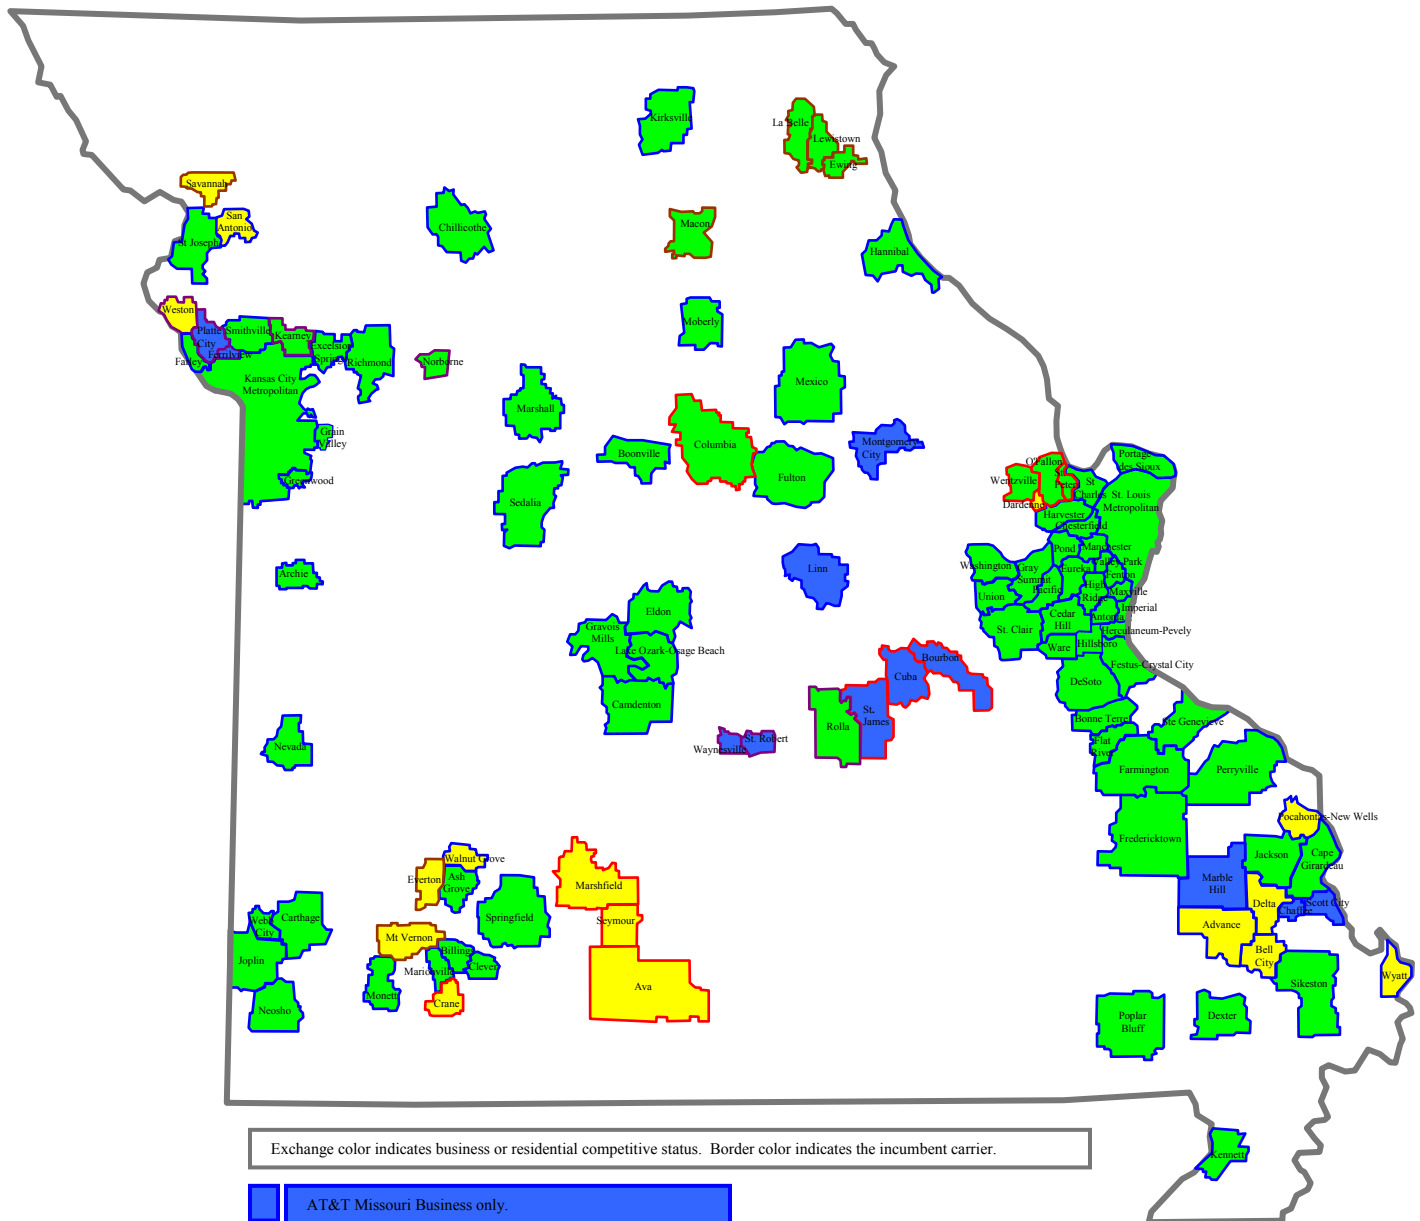 Kirksville
La Belle
Lewistown
Ewing
Savannah
San
Antonio
St Joseph
Chillicothe
Macon
Hannibal
Weston
Platte
City
Smithville
Kearney
Excelsior
Springs
Richmond
Ferrlview
Farley
Norborne
Moberly
Kansas City
Metropolitan
Mexico
Marshall
Grain
Valley
Greenwood
Columbia
Boonville
Montgomery
City
Fulton
Sedalia
Portage
des Sioux
O'Fallon
St
Peters
Wentzville
Dardenne
St
Charles
St. Louis
Metropolitan
Harvester
Chesterfield
Pond
Manchester
Valley Park
Washington
Gray
Summit
Eureka
Fenton
Pacific
High
Ridge
Maxville
Union
Imperial
Cedar
Hill
Antonia
Herculaneum-Pevely
St. Clair
Ware
Hillsboro
Festus-Crystal City
DeSoto
Archie
Linn
Eldon
Gravois
Mills
Lake Ozark-Osage Beach
Camdenton
Bourbon
Cuba
St.
James
Rolla
St. Robert
Waynesville
Nevada
Bonne Terre
Ste Genevieve
Flat
River
Farmington
Perryville
Pocahontas-New Wells
Fredericktown
Jackson
Cape
Girardeau
Marble
Hill
Delta
Scott City
Chaffee
Advance
Bell
City
Sikeston
Wyatt
Poplar
Bluff
Dexter
Kennett
Walnut Grove
Everton
Ash
Grove
Marshfield
Seymour
Springfield
Ava
Mt Vernon
Billings
Marionville
Clever
Monett
Crane
Webb
City
Carthage
Joplin
Neosho
Exchange color indicates business or residential competitive status.  Border color indicates the incumbent carrier.
AT&T Missouri Business only.